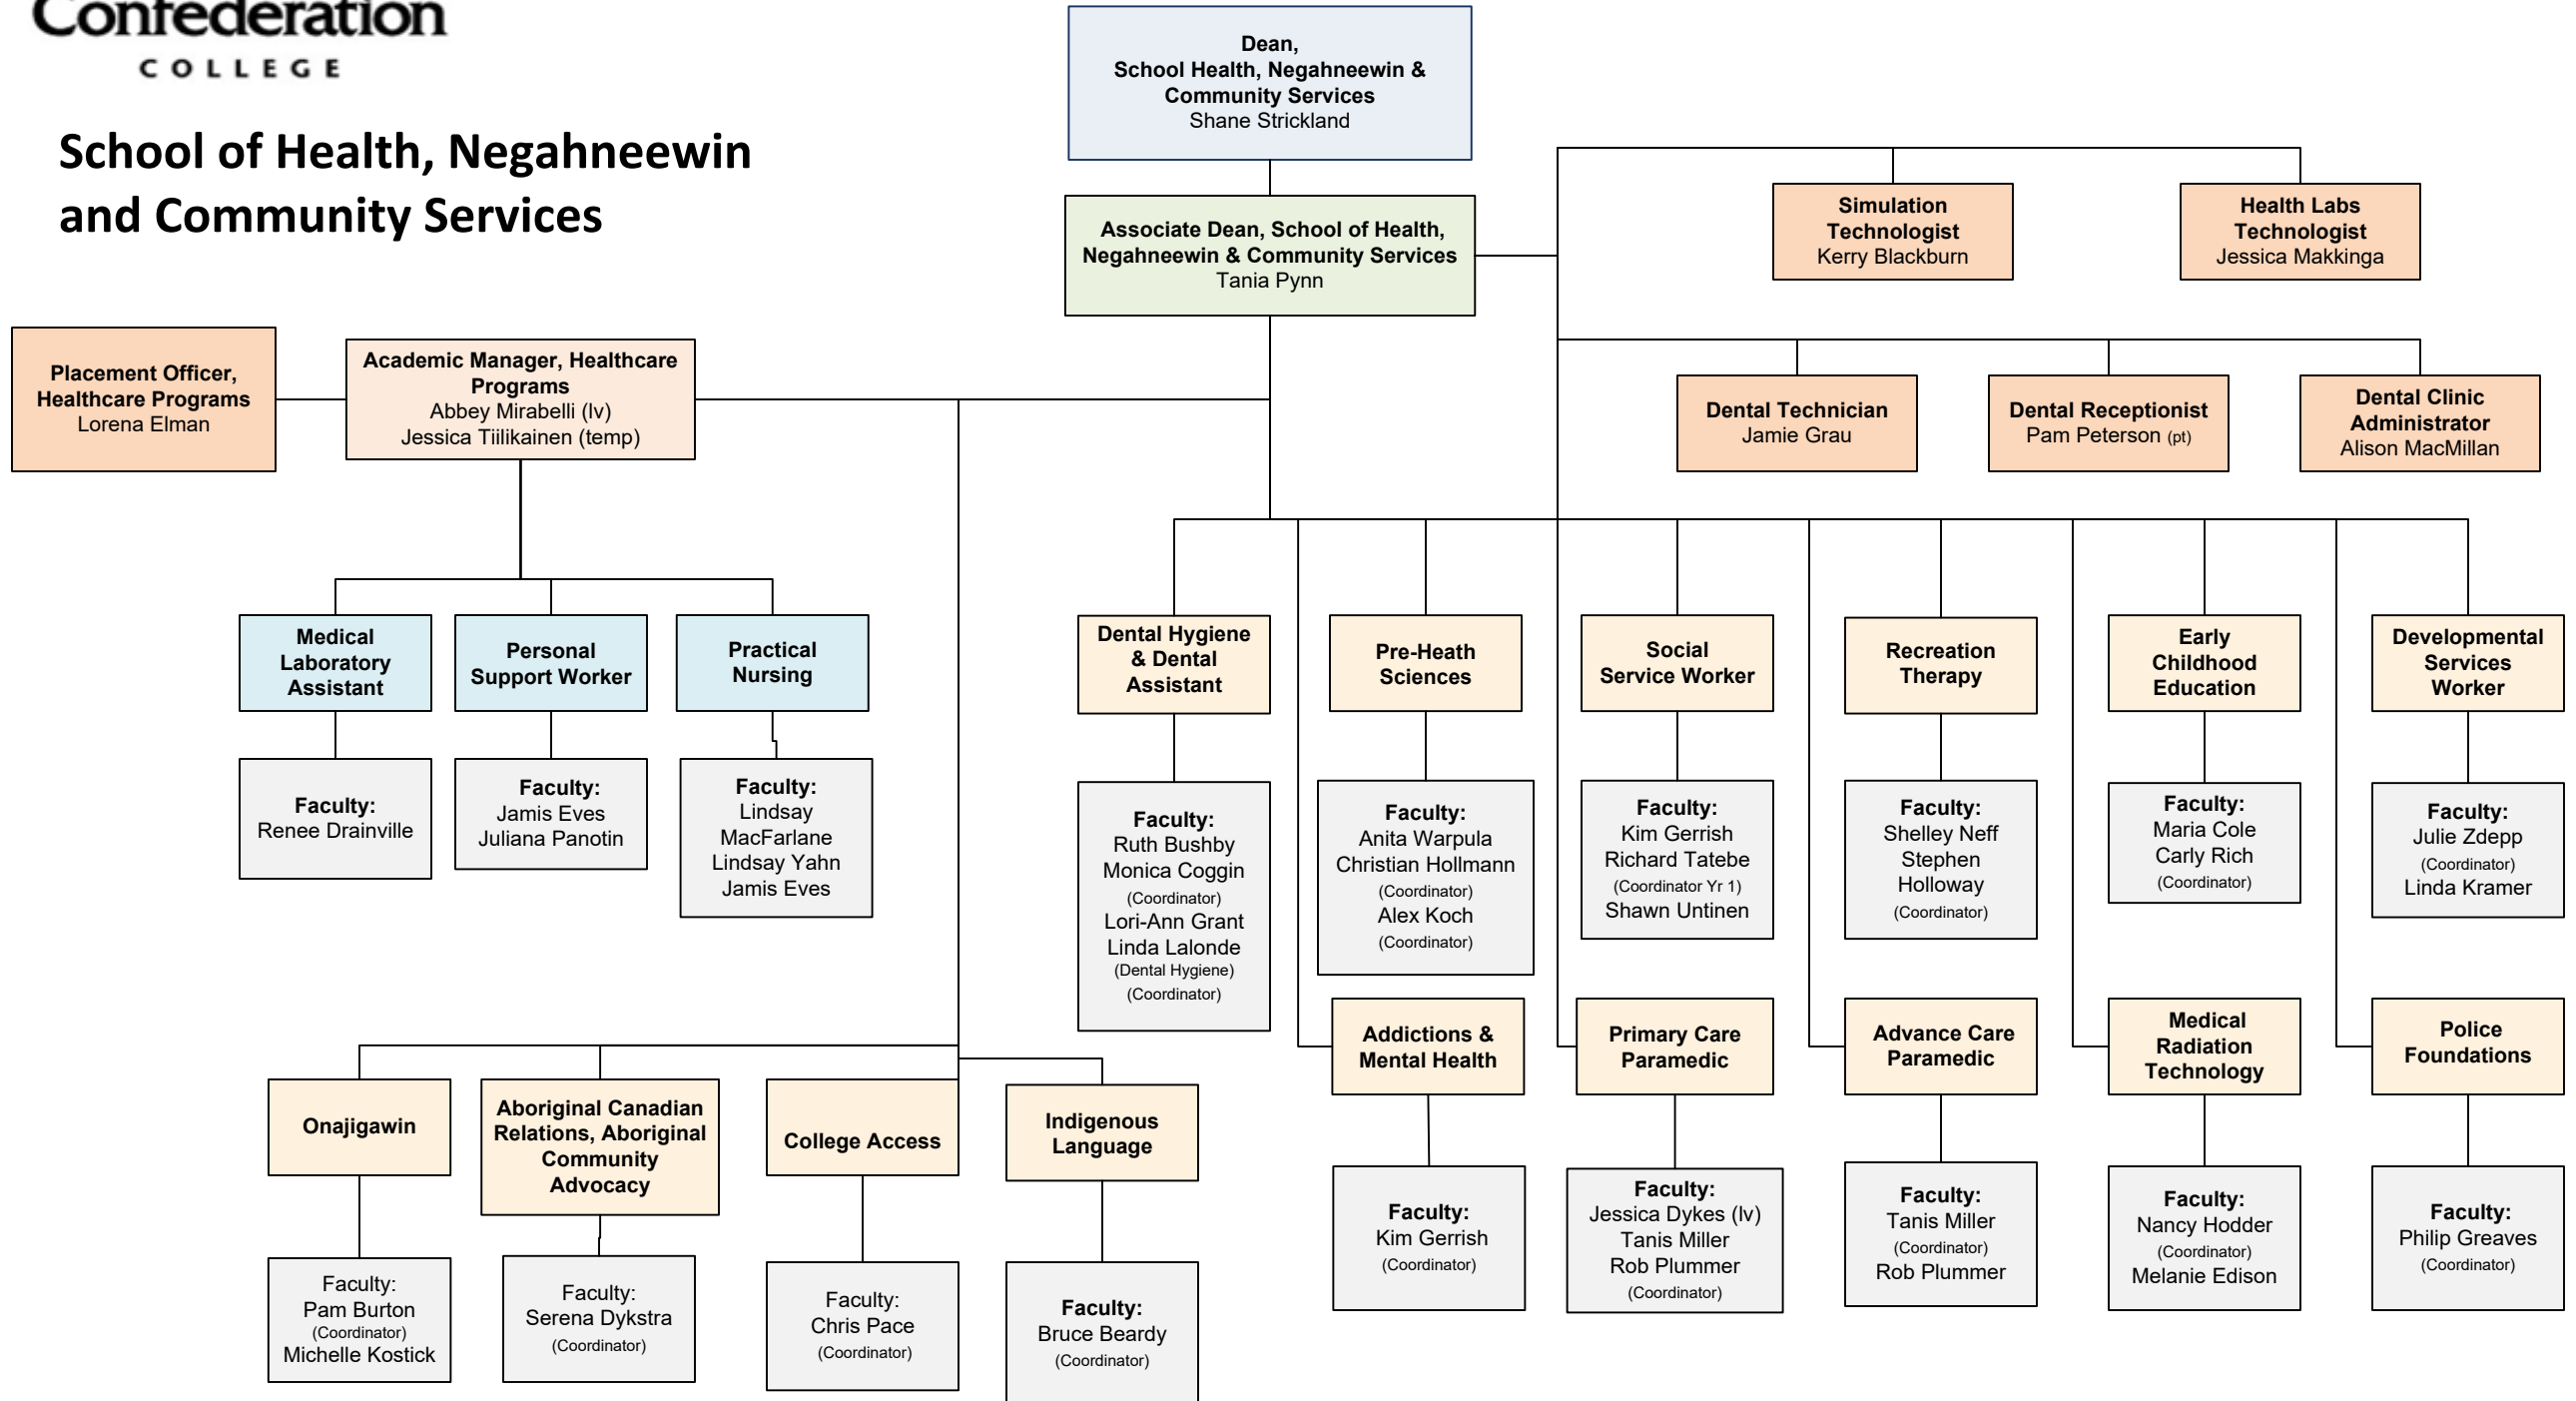 Confederation
COLLEGE
School of Health, Negahneewin
and Community Services
Dean,
School Health, Negahneewin &
Community Services
Shane Strickland
Associate Dean, School of Health,
Negahneewin & Community Services
Tania Pynn
Simulation
Technologist
Kerry Blackburn
Health Labs
Technologist
Jessica Makkinga
Placement Officer,
Healthcare Programs
Lorena Elman
Academic Manager, Healthcare
Programs
Abbey Mirabelli (lv)
Jessica Tiilikainen (temp)
Dental Technician
Jamie Grau
Dental Receptionist
Pam Peterson (pt)
Dental Clinic
Administrator
Alison MacMillan
Medical
Laboratory
Assistant
Personal
Support Worker
Practical
Nursing
Faculty:
Renee Drainville
Faculty:
Jamis Eves
Juliana Panotin
Faculty:
Lindsay
MacFarlane
Lindsay Yahn
Jamis Eves
Dental Hygiene
& Dental
Assistant
Pre-Heath
Sciences
Social
Service Worker
Recreation
Therapy
Early
Childhood
Education
Developmental
Services
Worker
Faculty:
Ruth Bushby
Monica Coggin
(Coordinator)
Lori-Ann Grant
Linda Lalonde
(Dental Hygiene)
(Coordinator)
Faculty:
Anita Warpula
Christian Hollmann
(Coordinator)
Alex Koch
(Coordinator)
Faculty:
Kim Gerrish
Richard Tatebe
(Coordinator Yr 1)
Shawn Untinen
Faculty:
Shelley Neff
Stephen
Holloway
(Coordinator)
Faculty:
Maria Cole
Carly Rich
(Coordinator)
Faculty:
Julie Zdepp
(Coordinator)
Linda Kramer
Addictions &
Mental Health
Primary Care
Paramedic
Advance Care
Paramedic
Medical
Radiation
Technology
Police
Foundations
Faculty:
Kim Gerrish
(Coordinator)
Faculty:
Jessica Dykes (lv)
Tanis Miller
Rob Plummer
(Coordinator)
Faculty:
Tanis Miller
(Coordinator)
Rob Plummer
Faculty:
Nancy Hodder
(Coordinator)
Melanie Edison
Faculty:
Philip Greaves
(Coordinator)
Onajigawin
Aboriginal Canadian
Relations, Aboriginal
Community
Advocacy
College Access
Indigenous
Language
Faculty:
Pam Burton
(Coordinator)
Michelle Kostick
Faculty:
Serena Dykstra
(Coordinator)
Faculty:
Chris Pace
(Coordinator)
Faculty:
Bruce Beardy
(Coordinator)